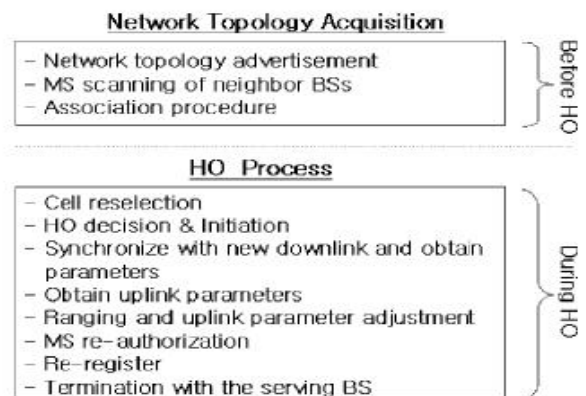 Network Topology Acquisition
- Network topology advertisement
- MS scanning of neighbor BSs
- Association procedure
Before HO
HO Process
- Cell reselection
- HO decision & Initiation
- Synchronize with new downlink and obtain
parameters
- Obtain uplink parameters
- Ranging and uplink parameter adjustment
- MS re-authorization
- Re-register
- Termination with the serving BS
During HO